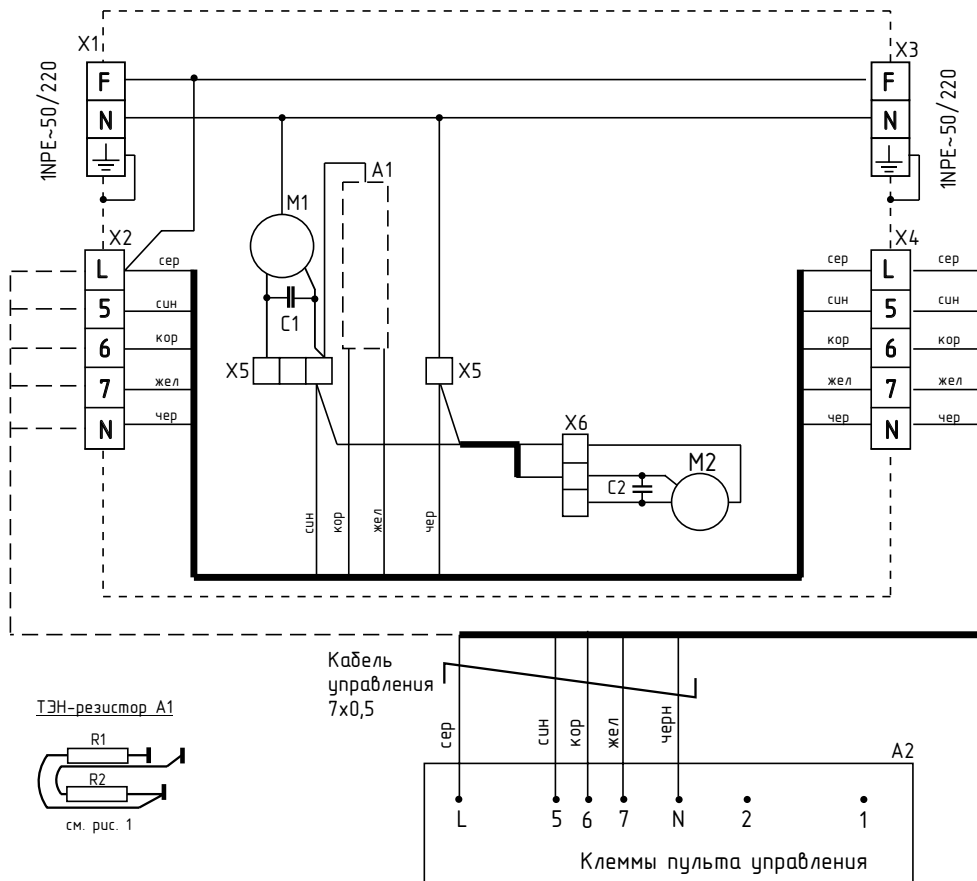 X1
X3
F
F
N
N
1NPE~50/220
1NPE~50/220
A1
M1
X2
X4
L
сер
сер
L
сер
5
син
син
5
син
C1
6
кор
кор
6
кор
X5
X5
7
жел
жел
7
жел
N
чер
чер
N
чер
X6
M2
C2
син
кор
жел
чер
Кабель
управления
7x0,5
сер
син
кор
жел
черн
ТЭН-резистор A1
R1
R2
см. рис. 1
A2
L
5
6
7
N
2
1
Клеммы пульта управления